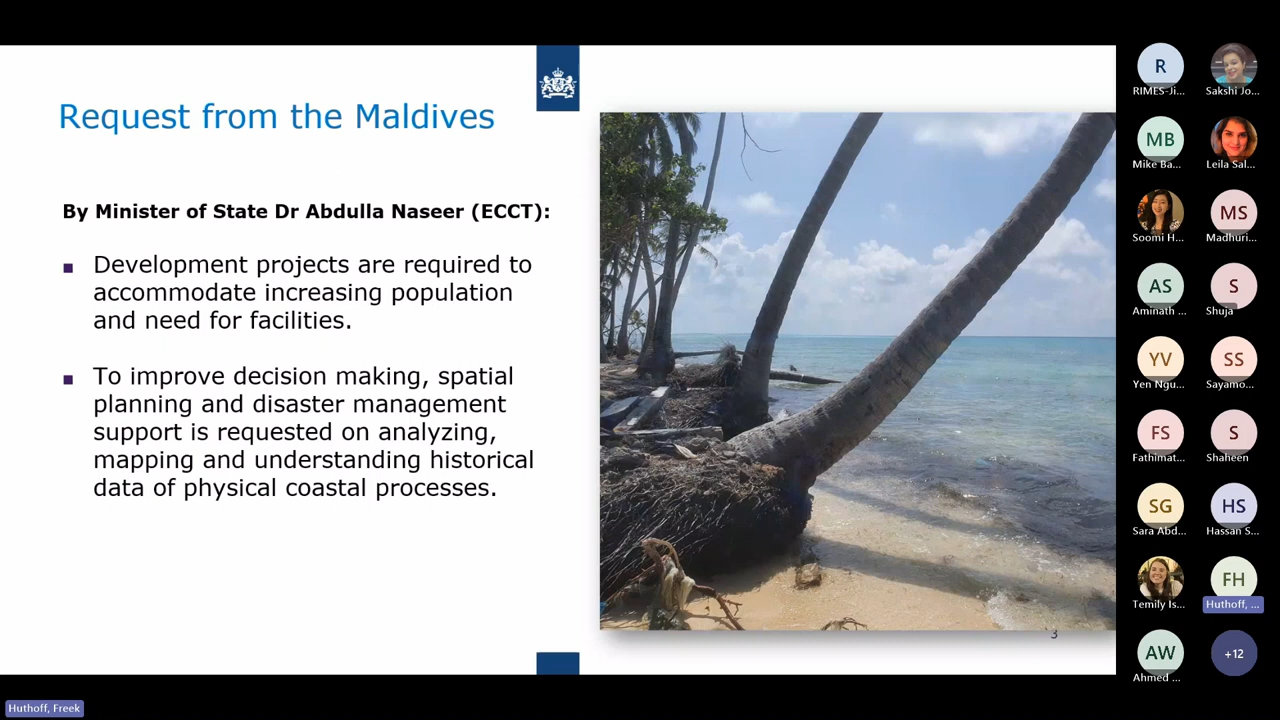 Request from the Maldives
By Minister of State Dr Abdulla Naseer (ECCT):
Development projects are required to
accommodate increasing population
and need for facilities.
To improve decision making, spatial
planning and disaster management
support is requested on analyzing,
mapping and understanding historical
data of physical coastal processes.
3
R
RIMES-Ji...
Sakshi Jo...
MB
Mike Ba...
Leila Sal...
Soomi H...
MS
Madhuri...
AS
Aminath ...
S
Shuja
YV
Yen Ngu...
SS
Sayamo...
FS
Fathimat...
S
Shaheen
SG
Sara Abd...
HS
Hassan S...
Temily Is...
FH
Huthoff, ...
AW
Ahmed ...
+12
Huthoff, Freek